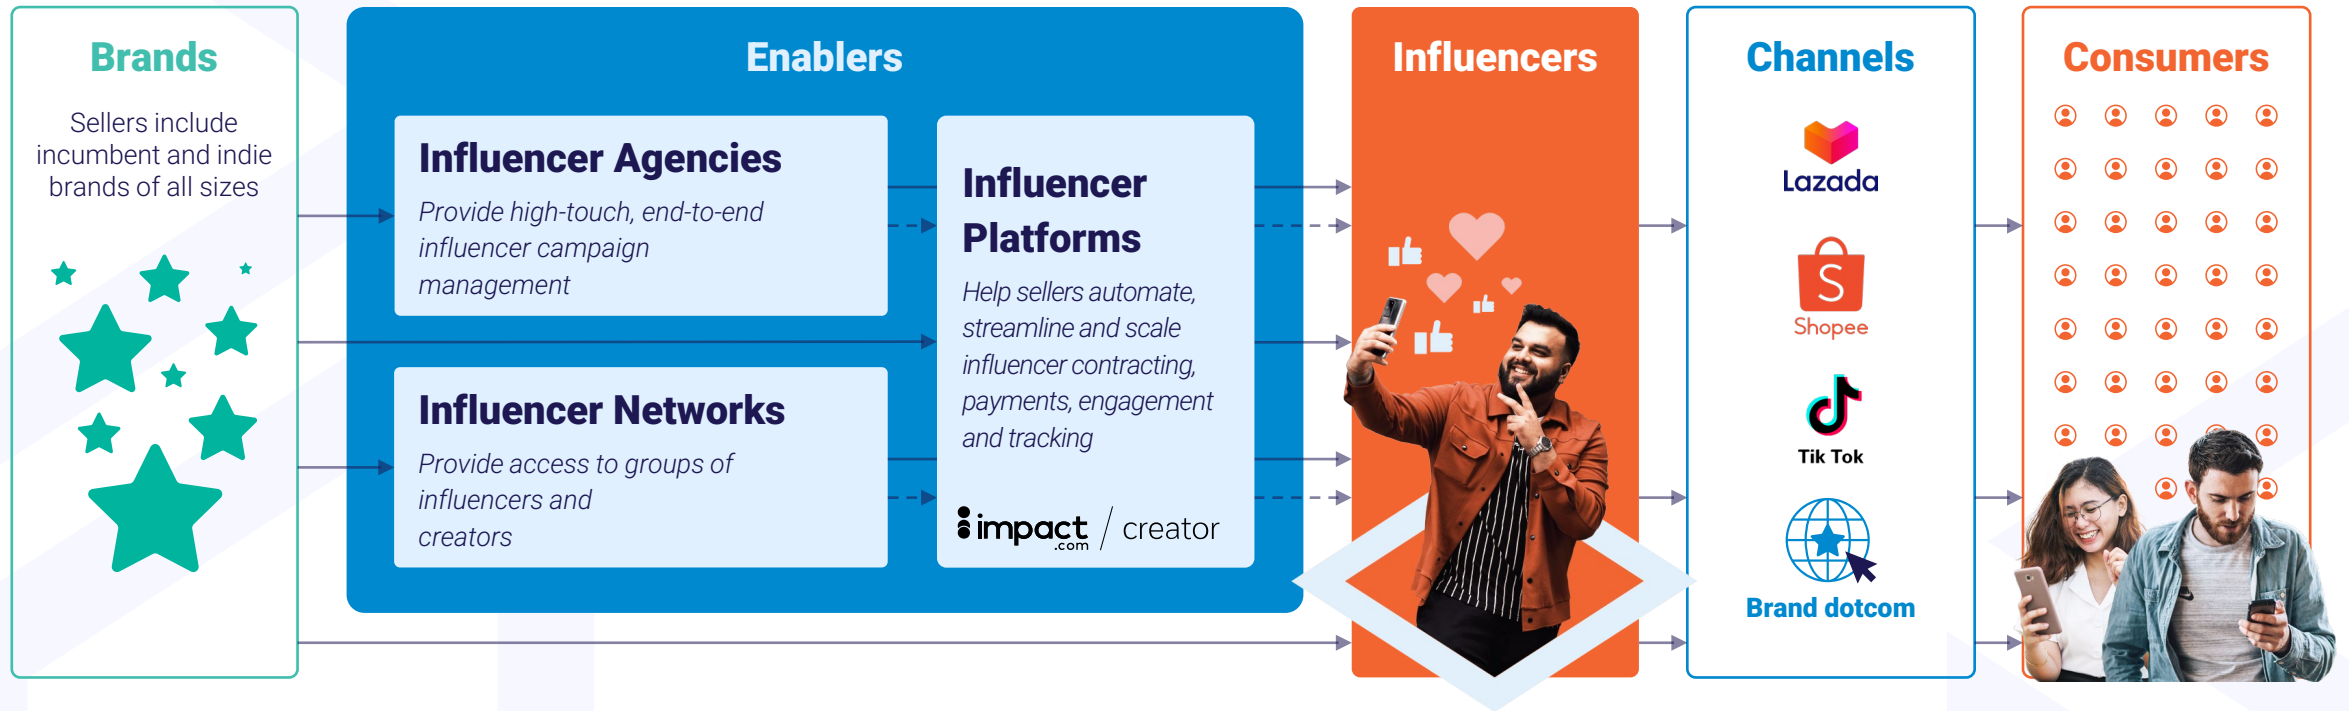 Brands
Sellers include
incumbent and indie
brands of all sizes
Enablers
Influencer Agencies
Provide high-touch, end-to-end
influencer campaign
management
Influencer Networks
Provide access to groups of
influencers and
creators
Influencer
Platforms
Help sellers automate,
streamline and scale
influencer contracting,
payments, engagement
and tracking
impact.com / creator
Influencers
Channels
Lazada
S
Shopee
Tik Tok
Brand dotcom
Consumers